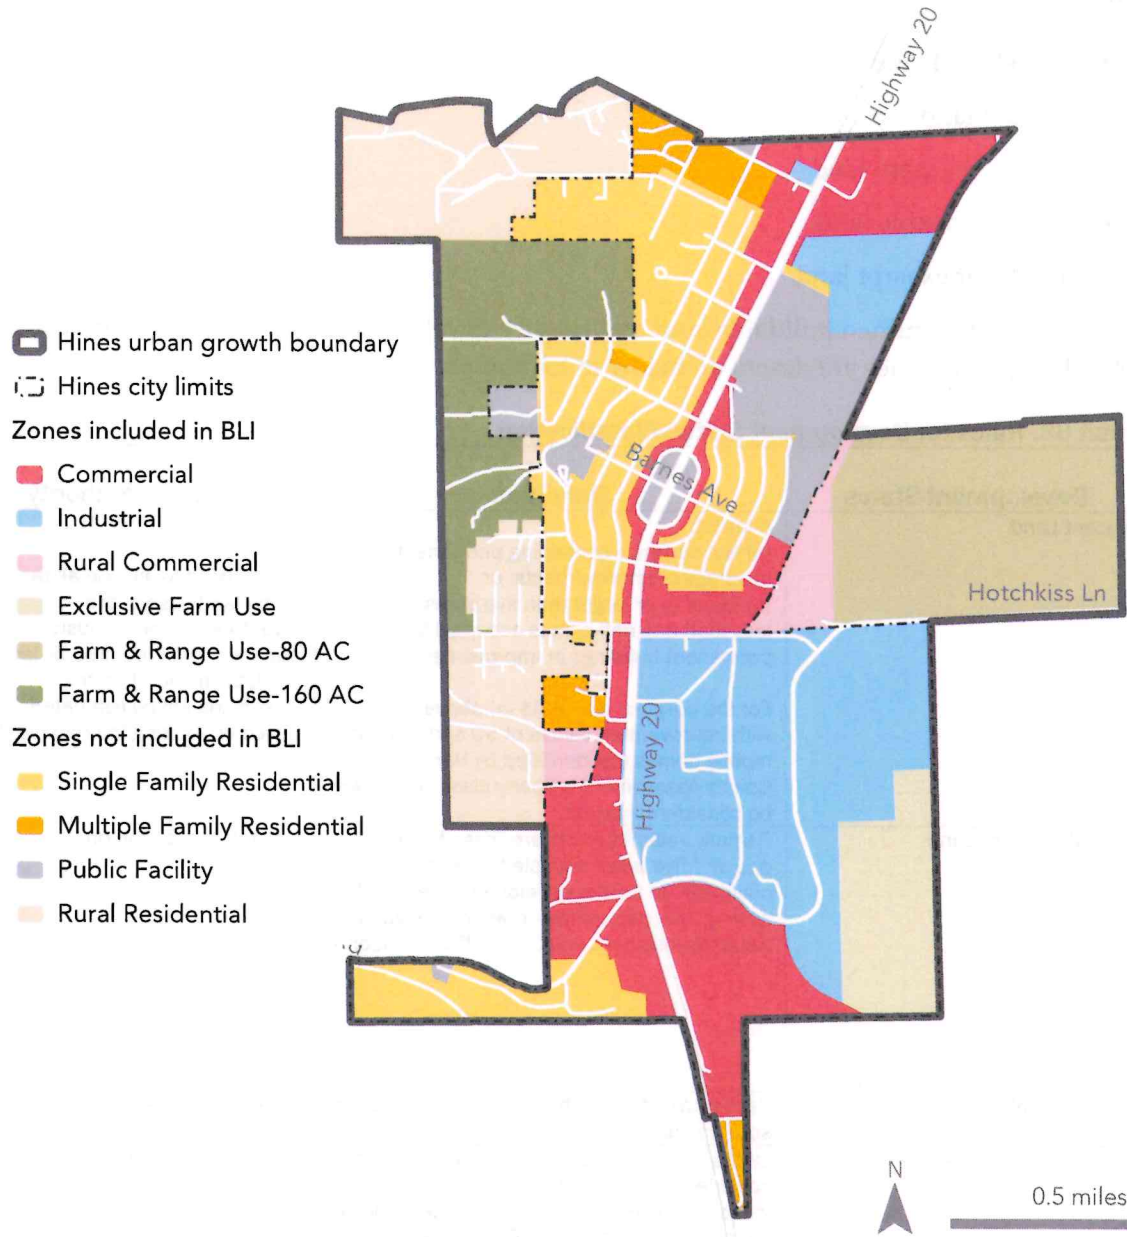 Highway 20
Hines urban growth boundary
Hines city limits
Zones included in BLI
Commercial
Industrial
Rural Commercial
Exclusive Farm Use
Farm & Range Use-80 AC
Farm & Range Use-160 AC
Zones not included in BLI
Single Family Residential
Multiple Family Residential
Public Facility
Rural Residential
Barnes Ave
Hotchkiss Ln
Highway 20
N
0.5 miles